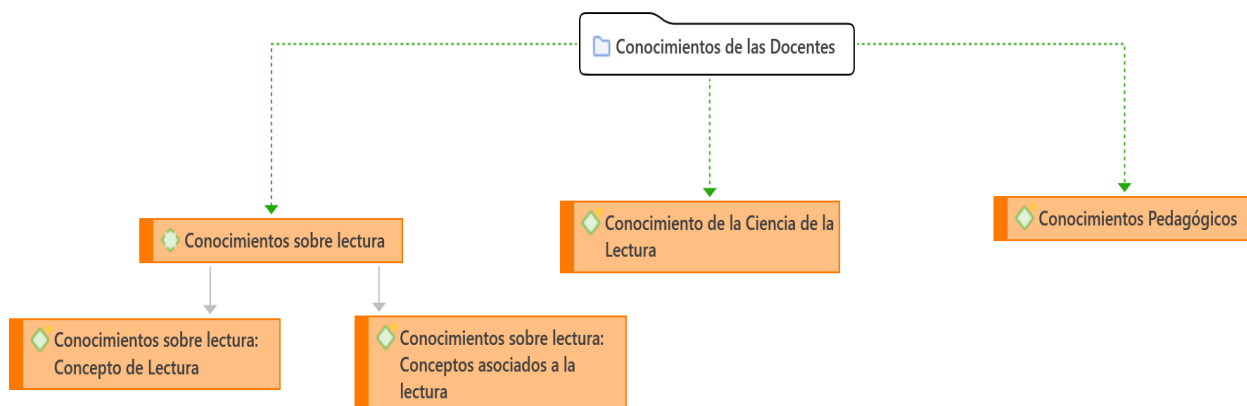 Conocimientos de las Docentes
Conocimientos sobre lectura
Conocimiento de la Ciencia de la
Lectura
Conocimientos Pedagógicos
Conocimientos sobre lectura:
Concepto de Lectura
Conocimientos sobre lectura:
Conceptos asociados a la
lectura